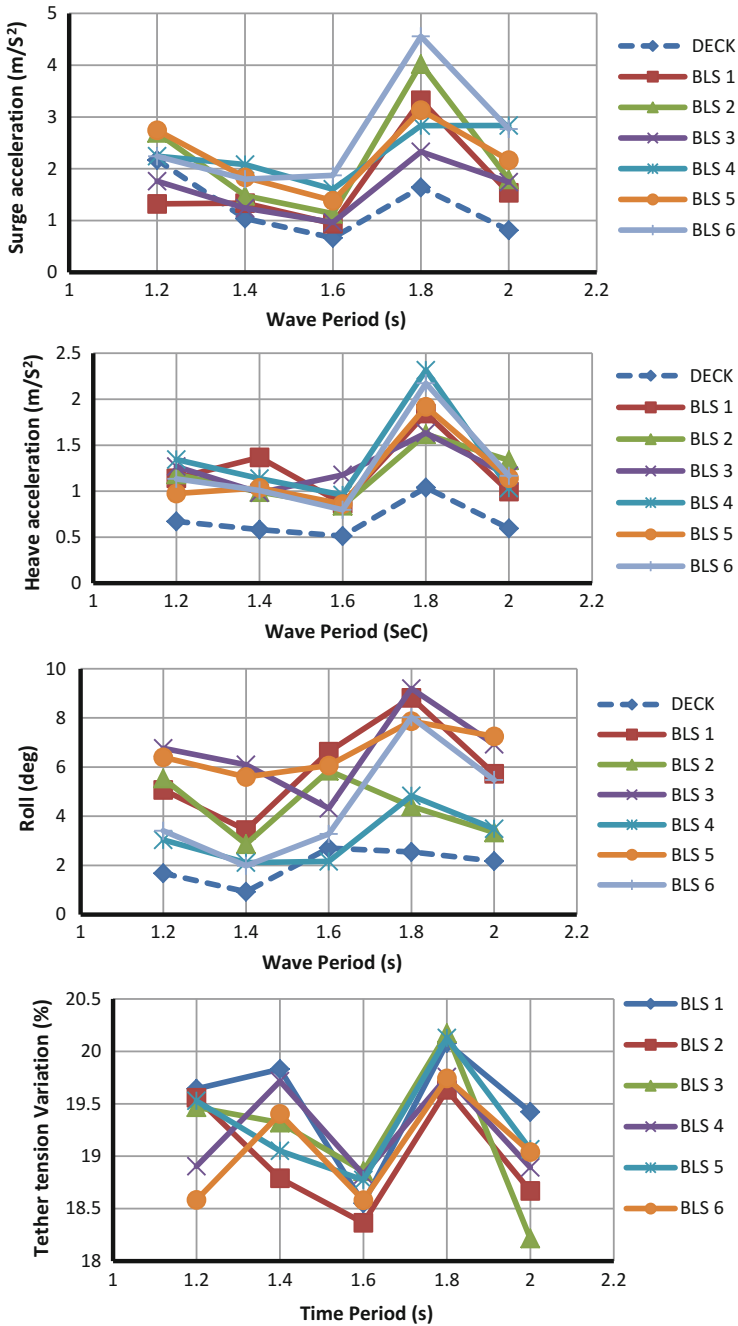 Surge acceleration (m/S²)
5
4
3
2
1
0
1 1.2 1.4 1.6 1.8 2 2.2
Wave Period (s)
DECK
BLS 1
BLS 2
BLS 3
BLS 4
BLS 5
BLS 6
Heave acceleration (m/S²)
2.5
2
1.5
1
0.5
0
1 1.2 1.4 1.6 1.8 2 2.2
Wave Period (SeC)
DECK
BLS 1
BLS 2
BLS 3
BLS 4
BLS 5
BLS 6
Roll (deg)
10
8
6
4
2
0
1 1.2 1.4 1.6 1.8 2 2.2
Wave Period (s)
DECK
BLS 1
BLS 2
BLS 3
BLS 4
BLS 5
BLS 6
Tether tension Variation (%)
20.5
20
19.5
19
18.5
18
1 1.2 1.4 1.6 1.8 2 2.2
Time Period (s)
BLS 1
BLS 2
BLS 3
BLS 4
BLS 5
BLS 6